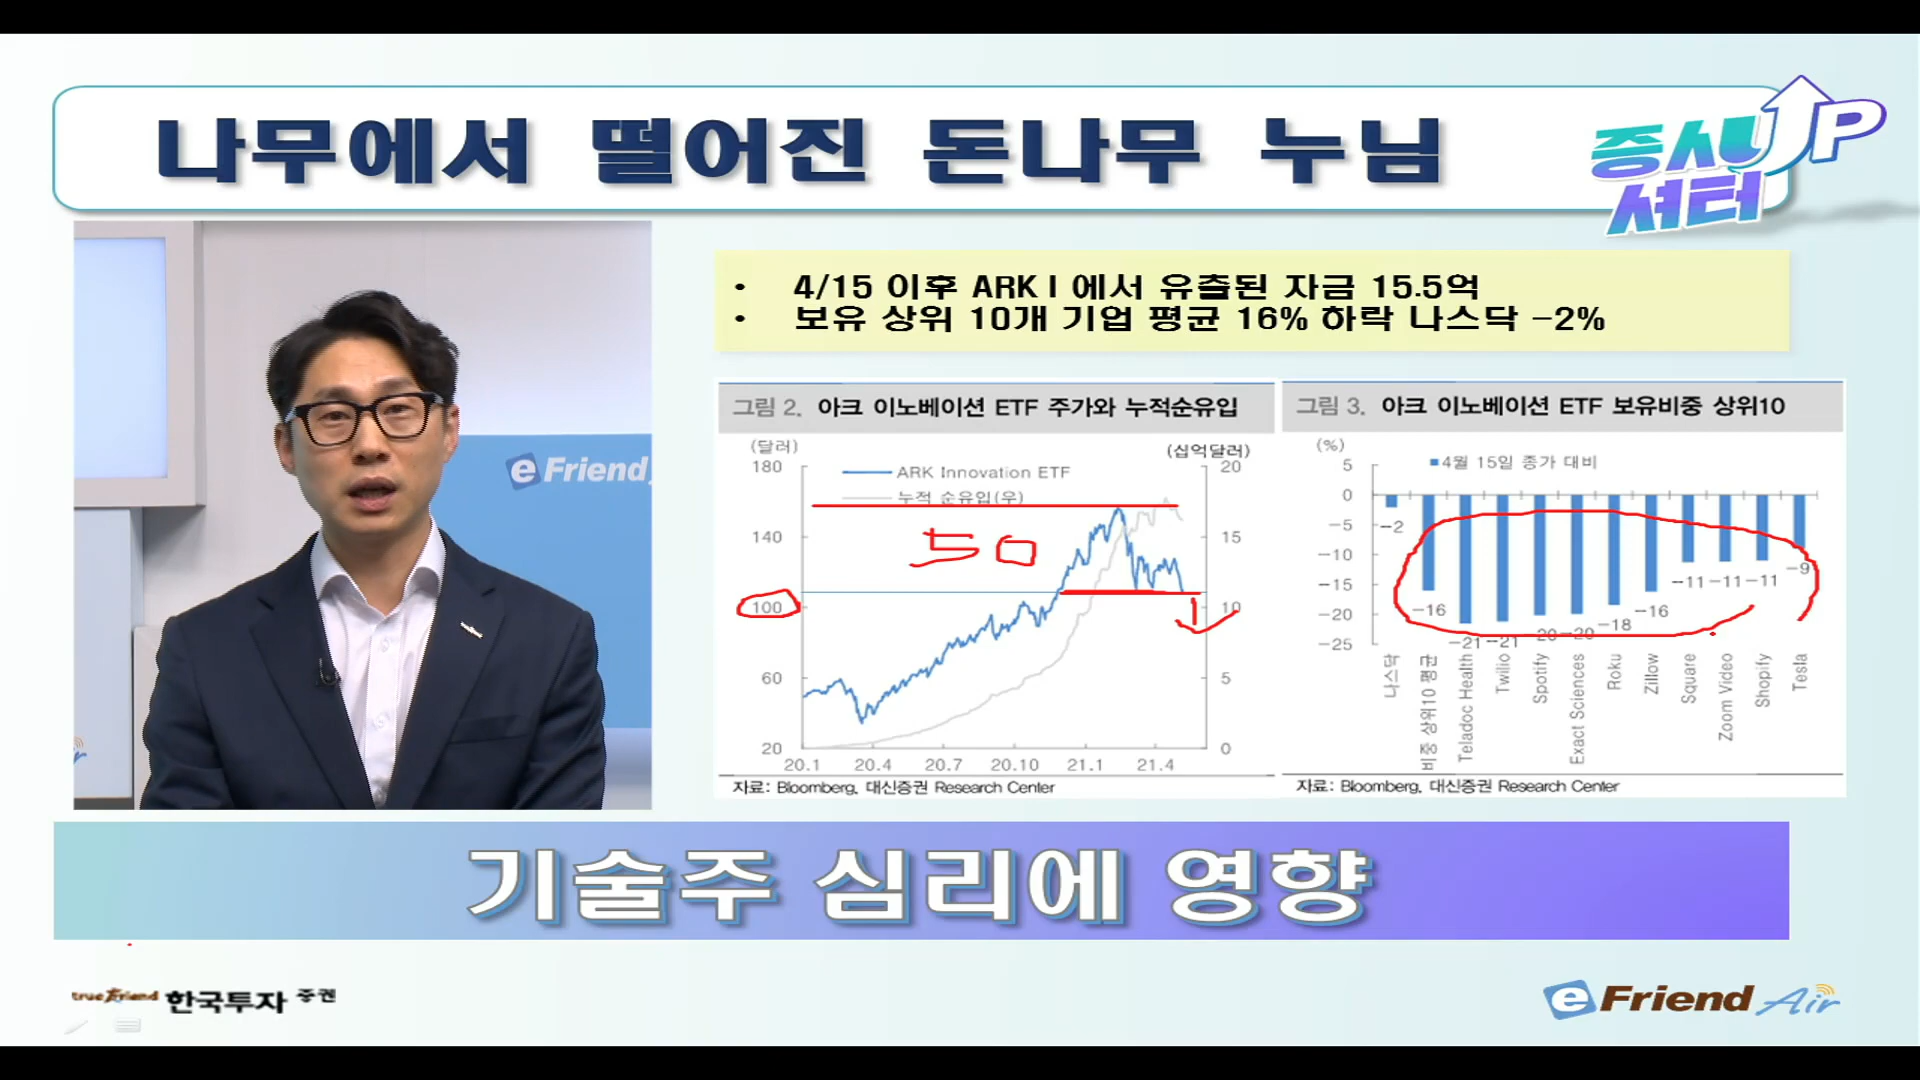 나무에서 떨어진 돈나무 누님
증시UP
셔터
• 4/15 이후 ARK I 에서 유출된 자금 15.5억
• 보유 상위 10개 기업 평균 16% 하락 나스닥 -2%
e Friend
그림 2. 아크 이노베이션 ETF 주가와 누적순유입
(달러)
(십억달러)
ARK Innovation ETF
누적 순유입(우)
180
140
100
60
20
20
15
10
5
0
50
20.1 20.4 20.7 20.10 21.1 21.4
자료: Bloomberg, 대신증권 Research Center
그림 3. 아크 이노베이션 ETF 보유비중 상위10
(%)
4월 15일 종가 대비
5
0
-5
-10
-15
-20
-25
-2
-16
-21
-21
-20
-20
-18
-16
-11
-11
-11
-9
나스닥
비중 상위10 평균
Teladoc Health
Twilio
Spotify
Exact Sciences
Roku
Zillow
Square
Zoom Video
Shopify
Tesla
자료: Bloomberg, 대신증권 Research Center
기술주 심리에 영향
true Friend 한국투자 증권
e Friend Air